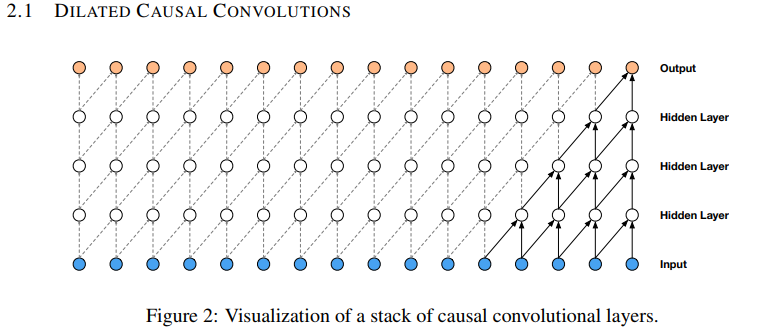 2.1 DILATED CAUSAL CONVOLUTIONS
Output
Hidden Layer
Hidden Layer
Hidden Layer
Input
Figure 2: Visualization of a stack of causal convolutional layers.